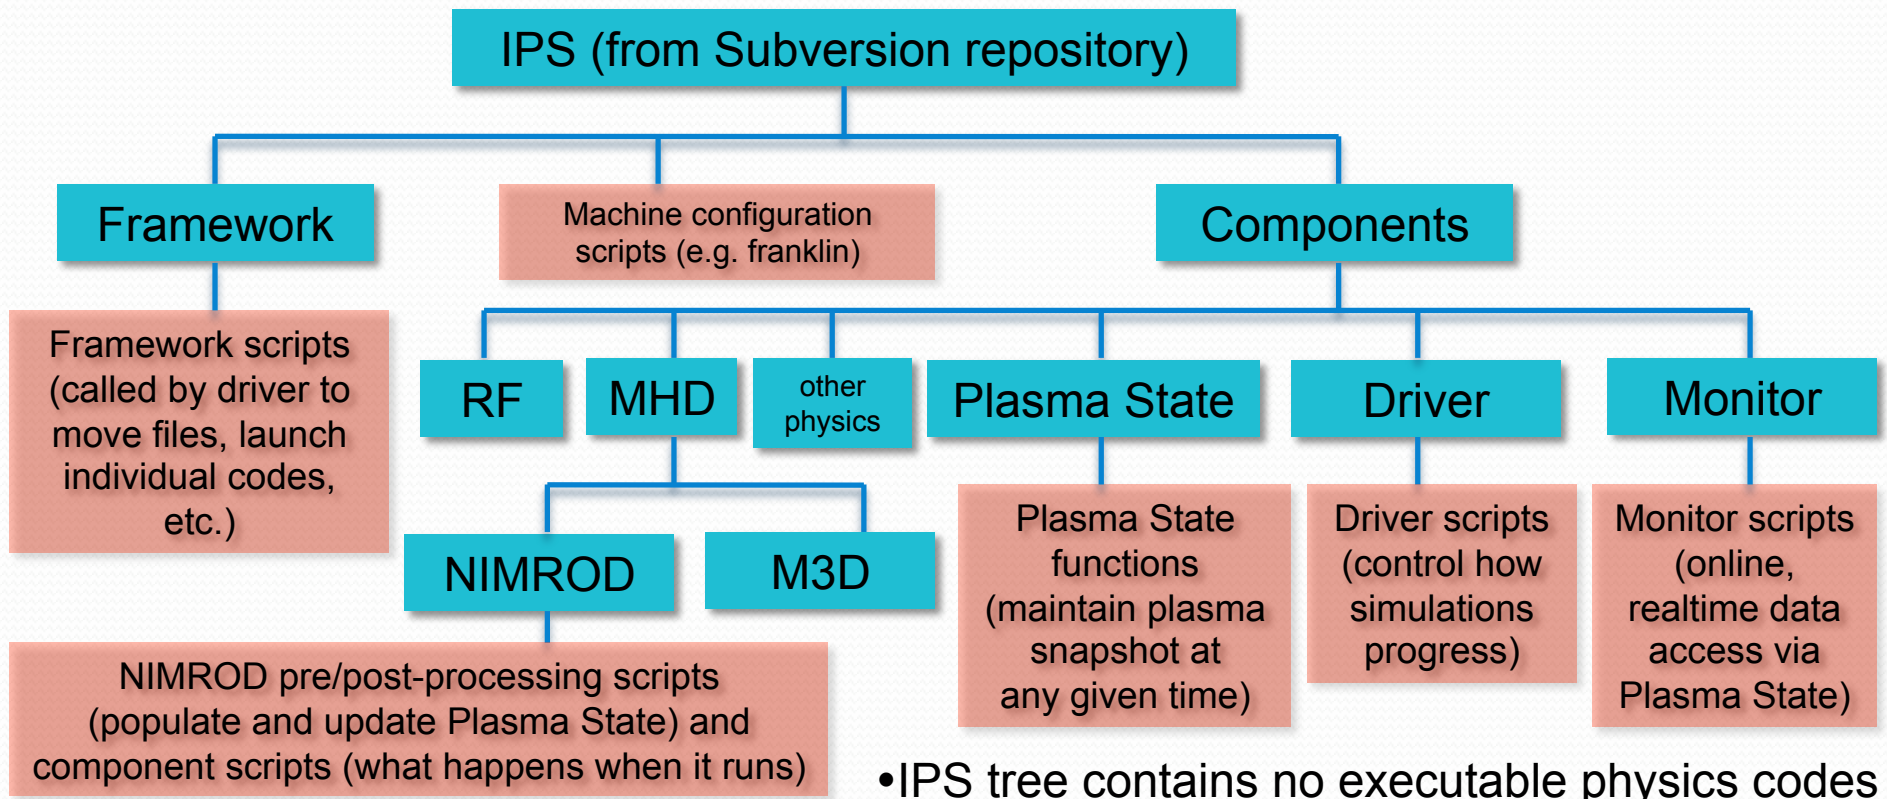 IPS (from Subversion repository)
Framework
Machine configuration
scripts (e.g. franklin)
Components
Framework scripts
(called by driver to
move files, launch
individual codes,
etc.)
RF
MHD
other
physics
Plasma State
Driver
Monitor
NIMROD
M3D
Plasma State
functions
(maintain plasma
snapshot at
any given time)
Driver scripts
(control how
simulations
progress)
Monitor scripts
(online,
realtime data
access via
Plasma State)
NIMROD pre/post-processing scripts
(populate and update Plasma State) and
component scripts (what happens when it runs)
•IPS tree contains no executable physics codes